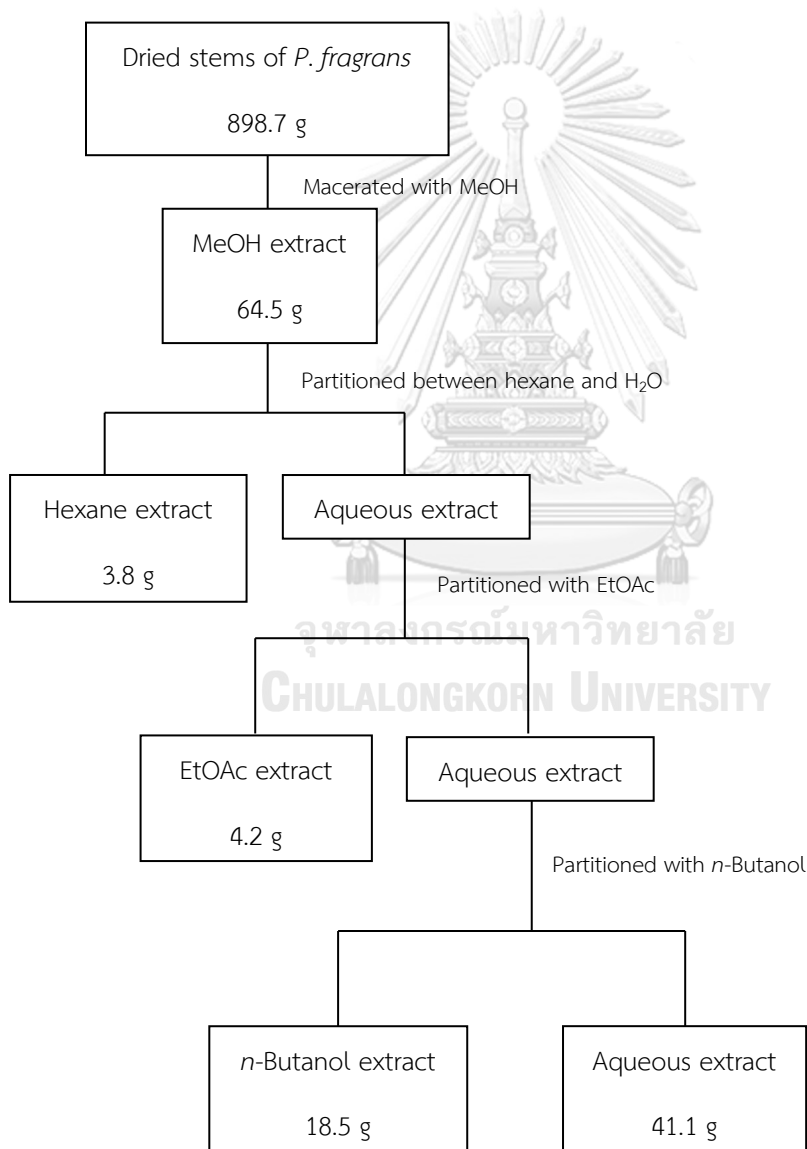 Dried stems of P. fragrans
898.7 g
Macerated with MeOH
MeOH extract
64.5 g
Partitioned between hexane and H₂O
Hexane extract
3.8 g
Aqueous extract
Partitioned with EtOAc
จุฬาลงกรณ์มหาวิทยาลัย
CHULALONGKORN UNIVERSITY
EtOAc extract
4.2 g
Aqueous extract
Partitioned with n-Butanol
n-Butanol extract
18.5 g
Aqueous extract
41.1 g